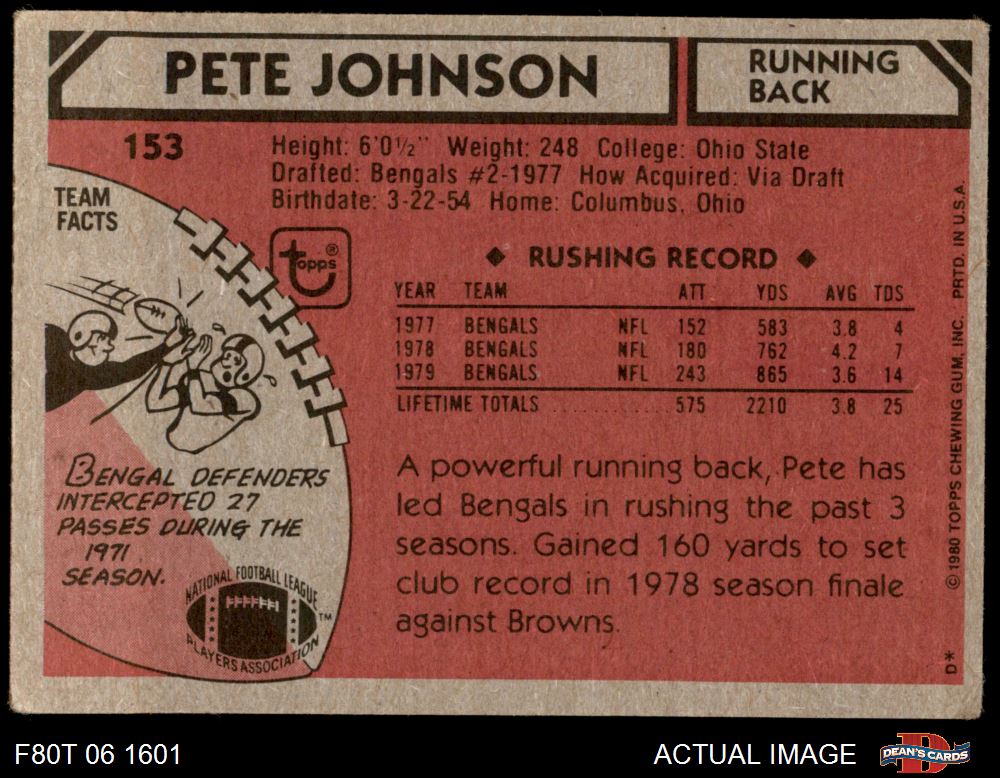 PETE JOHNSON
RUNNING
BACK
153
Height: 6'0½" Weight: 248 College: Ohio State
Drafted: Bengals #2-1977 How Acquired: Via Draft
Birthdate: 3-22-54 Home: Columbus, Ohio
TEAM
FACTS
topps®
◆ RUSHING RECORD ◆
YEAR TEAM ATT YDS AVG TDS
1977 BENGALS NFL 152 583 3.8 4
1978 BENGALS NFL 180 762 4.2 7
1979 BENGALS NFL 243 865 3.6 14
LIFETIME TOTALS .......... 575 2210 3.8 25
BENGAL DEFENDERS
INTERCEPTED 27
PASSES DURING THE
1971
SEASON.
NATIONAL FOOTBALL LEAGUE
PLAYERS ASSOCIATION
™
A powerful running back, Pete has
led Bengals in rushing the past 3
seasons. Gained 160 yards to set
club record in 1978 season finale
against Browns.
D* ©1980 TOPPS CHEWING GUM, INC. PRTD. IN U.S.A.
F80T 06 1601
ACTUAL IMAGE
D
DEAN'S CARDS